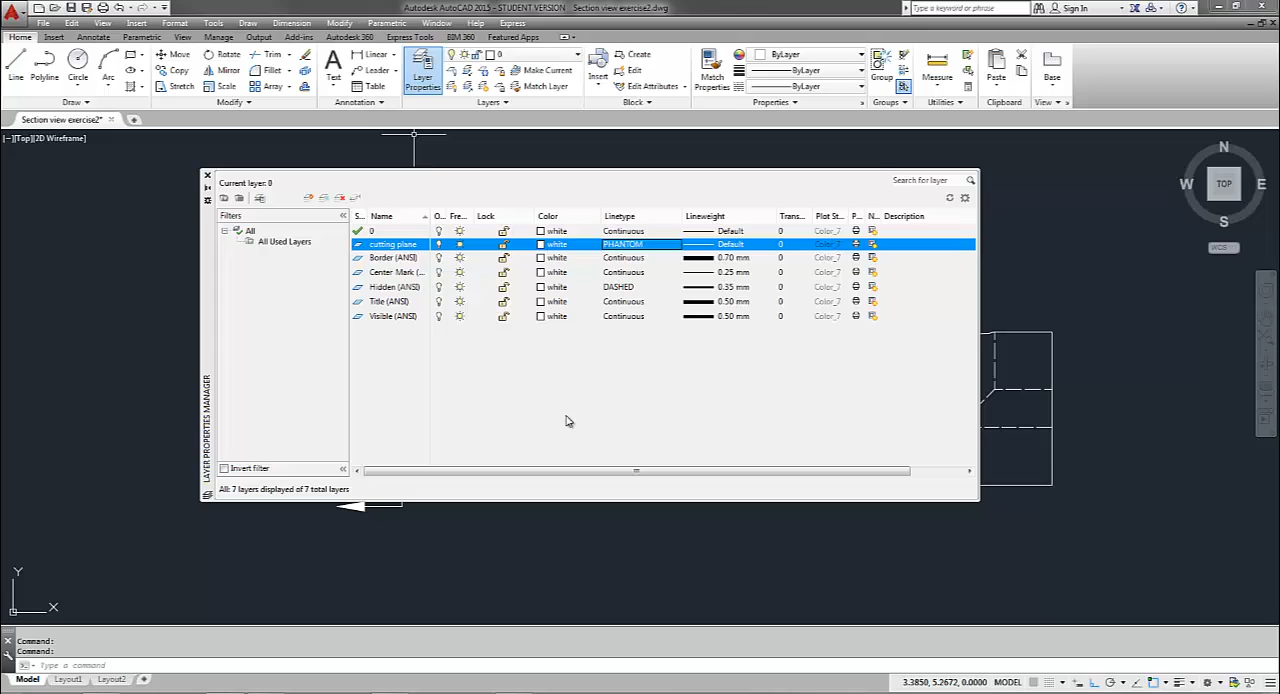 Autodesk AutoCAD 2015 - STUDENT VERSION Section view exercise2.dwg
Type a keyword or phrase
Sign In
File Edit View Insert Format Tools Draw Dimension Modify Parametric Window Help Express
Home Insert Annotate Parametric View Manage Output Add-ins Autodesk 360 Express Tools BIM 360 Featured Apps
Line Polyline Circle Arc
Move Rotate Trim
Copy Mirror Fillet
Stretch Scale Array
Text
Linear
Leader
Table
Layer Properties
0
Make Current
Match Layer
Insert
Create
Edit
Edit Attributes
Match Properties
ByLayer
ByLayer
ByLayer
Group
Measure
Paste
Base
Draw Modify Annotation Layers Block Properties Groups Utilities Clipboard View
Section view exercise2*
[−][Top][2D Wireframe]
N
W TOP E
S
WCS
Current layer: 0
Search for layer
Filters
All
All Used Layers
Invert filter
S... Name O... Fre... Lock Color Linetype Lineweight Trans... Plot St... P... N... Description
0 white Continuous Default 0 Color_7
cutting plane white PHANTOM Default 0 Color_7
Border (ANSI) white Continuous 0.70 mm 0 Color_7
Center Mark (... white Continuous 0.25 mm 0 Color_7
Hidden (ANSI) white DASHED 0.35 mm 0 Color_7
Title (ANSI) white Continuous 0.50 mm 0 Color_7
Visible (ANSI) white Continuous 0.50 mm 0 Color_7
LAYER PROPERTIES MANAGER
All: 7 layers displayed of 7 total layers
Y
X
Command:
Command:
Type a command
Model Layout1 Layout2
3.3850, 5.2672, 0.0000 MODEL